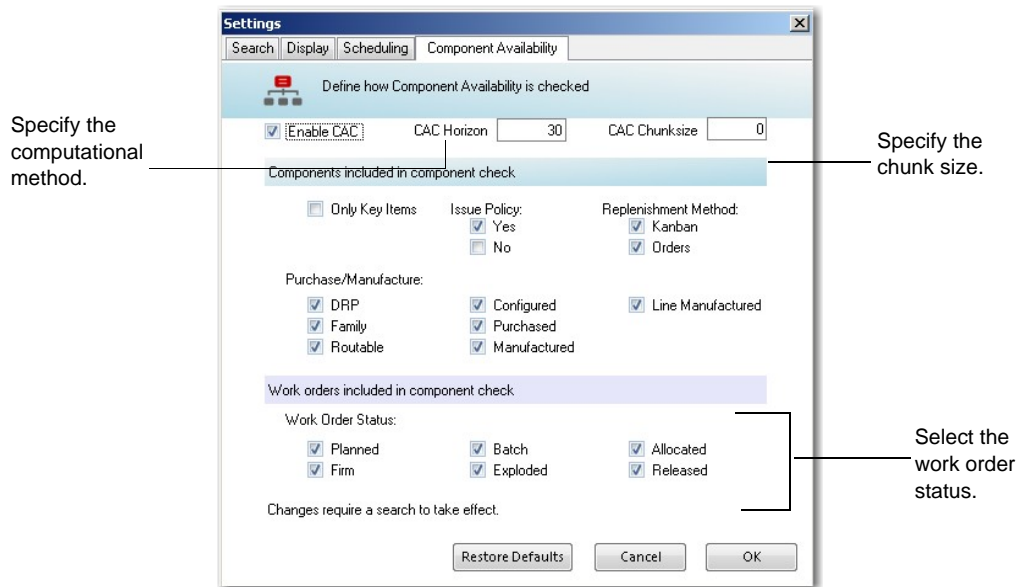 Settings
Search Display Scheduling Component Availability
Define how Component Availability is checked
Specify the
computational
method.
Enable CAC CAC Horizon 30 CAC Chunksize 0
Specify the
chunk size.
Components included in component check
Only Key Items Issue Policy: Replenishment Method:
Yes Kanban
No Orders
Purchase/Manufacture:
DRP Configured Line Manufactured
Family Purchased
Routable Manufactured
Work orders included in component check
Work Order Status:
Planned Batch Allocated
Firm Exploded Released
Select the
work order
status.
Changes require a search to take effect.
Restore Defaults Cancel OK